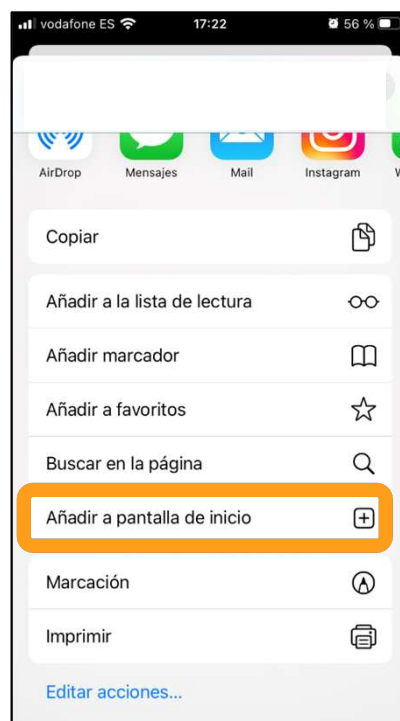 vodafone ES 17:22 56 %
AirDrop Mensajes Mail Instagram
Copiar
Añadir a la lista de lectura
Añadir marcador
Añadir a favoritos
Buscar en la página
Añadir a pantalla de inicio
Marcación
Imprimir
Editar acciones...